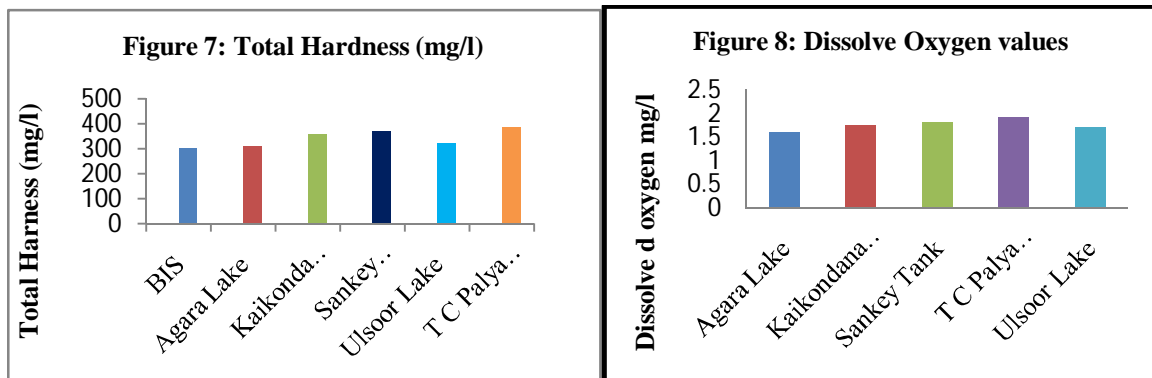 Figure 7: Total Hardness (mg/l)
Total Harness (mg/l)
500
400
300
200
100
0
BIS
Agara Lake
Kaikonda..
Sankey..
Ulsoor Lake
T C Palya..
Figure 8: Dissolve Oxygen values
Dissolve d oxygen mg/l
2.5
2
1.5
1
0.5
0
Agara Lake
Kaikondana..
Sankey Tank
T C Palya..
Ulsoor Lake